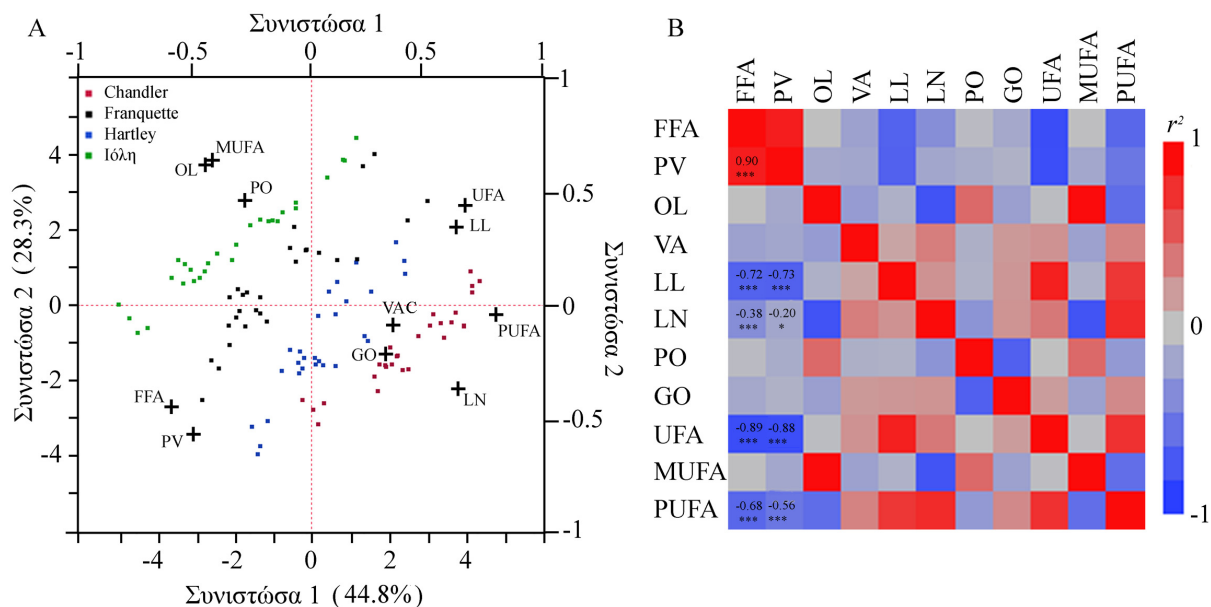 A
Συνιστώσα 1
-1 -0.5 0 0.5 1
Chandler
Franquette
Hartley
Ιόλη
Συνιστώσα 2 (28.3%)
4
2
0
-2
-4
MUFA
OL
PO
UFA
LL
VAC
PUFA
GO
LN
FFA
PV
1
0.5
0
-0.5
-1
Συνιστώσα 2
-4 -2 0 2 4
Συνιστώσα 1 (44.8%)
B
FFA PV OL VA LL LN PO GO UFA MUFA PUFA
FFA
PV 0.90 ***
OL
VA
LL -0.72 *** -0.73 ***
LN -0.38 *** -0.20 *
PO
GO
UFA -0.89 *** -0.88 ***
MUFA
PUFA -0.68 *** -0.56 ***
r²
1
0
-1